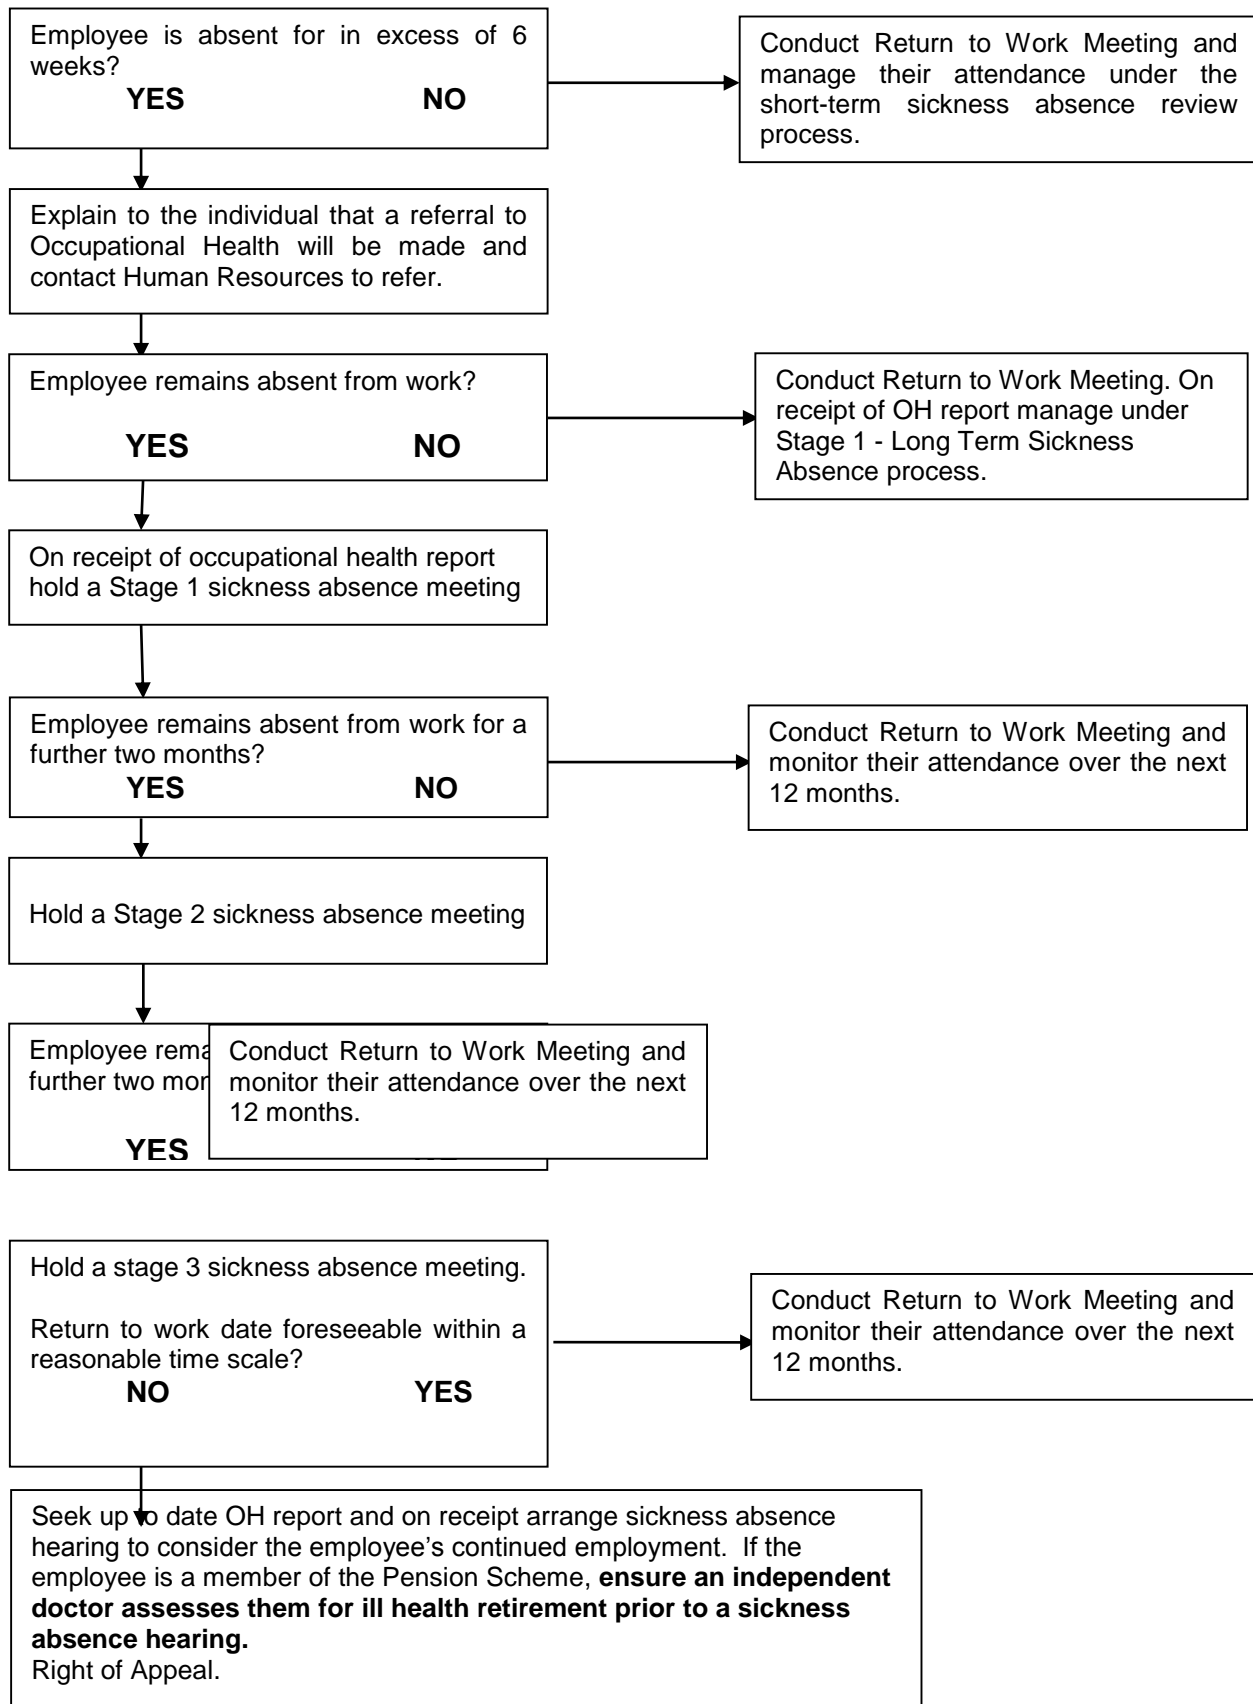 Employee is absent for in excess of 6
weeks?
YES NO
Conduct Return to Work Meeting and
manage their attendance under the
short-term sickness absence review
process.
Explain to the individual that a referral to
Occupational Health will be made and
contact Human Resources to refer.
Employee remains absent from work?
YES NO
Conduct Return to Work Meeting. On
receipt of OH report manage under
Stage 1 - Long Term Sickness
Absence process.
On receipt of occupational health report
hold a Stage 1 sickness absence meeting
Employee remains absent from work for a
further two months?
YES NO
Conduct Return to Work Meeting and
monitor their attendance over the next
12 months.
Hold a Stage 2 sickness absence meeting
Employee
further two
YES
Conduct Return to Work Meeting and
monitor their attendance over the next
12 months.
Hold a stage 3 sickness absence meeting.
Return to work date foreseeable within a
reasonable time scale?
NO YES
Conduct Return to Work Meeting and
monitor their attendance over the next
12 months.
Seek up to date OH report and on receipt arrange sickness absence
hearing to consider the employee’s continued employment. If the
employee is a member of the Pension Scheme, ensure an independent
doctor assesses them for ill health retirement prior to a sickness
absence hearing.
Right of Appeal.